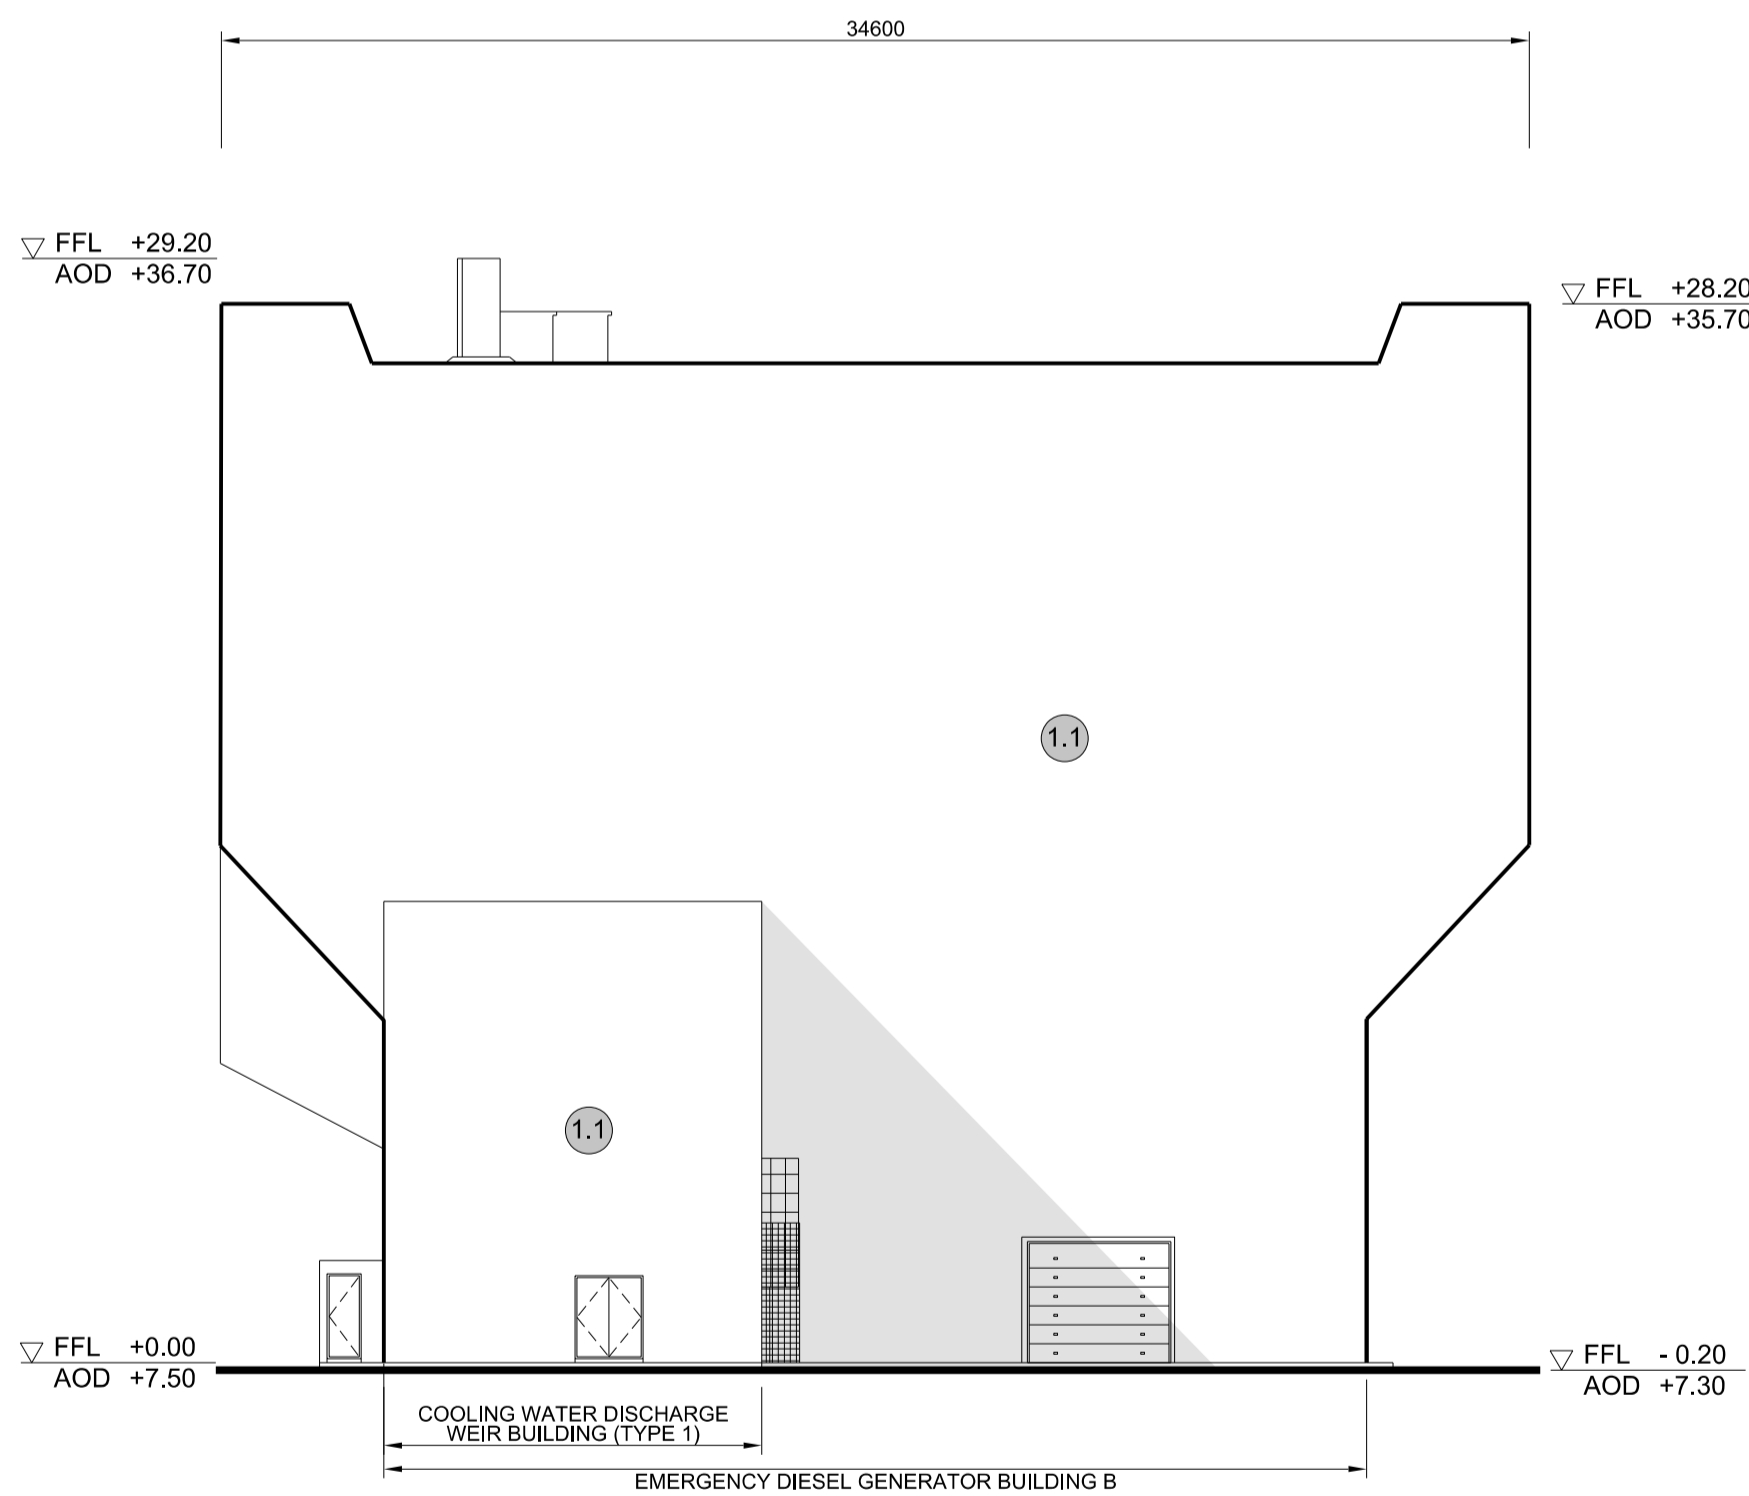 34600
FFL +29.20
AOD +36.70
FFL +28.20
AOD +35.70
1.1
1.1
FFL +0.00
AOD +7.50
FFL - 0.20
AOD +7.30
COOLING WATER DISCHARGE
WEIR BUILDING (TYPE 1)
EMERGENCY DIESEL GENERATOR BUILDING B